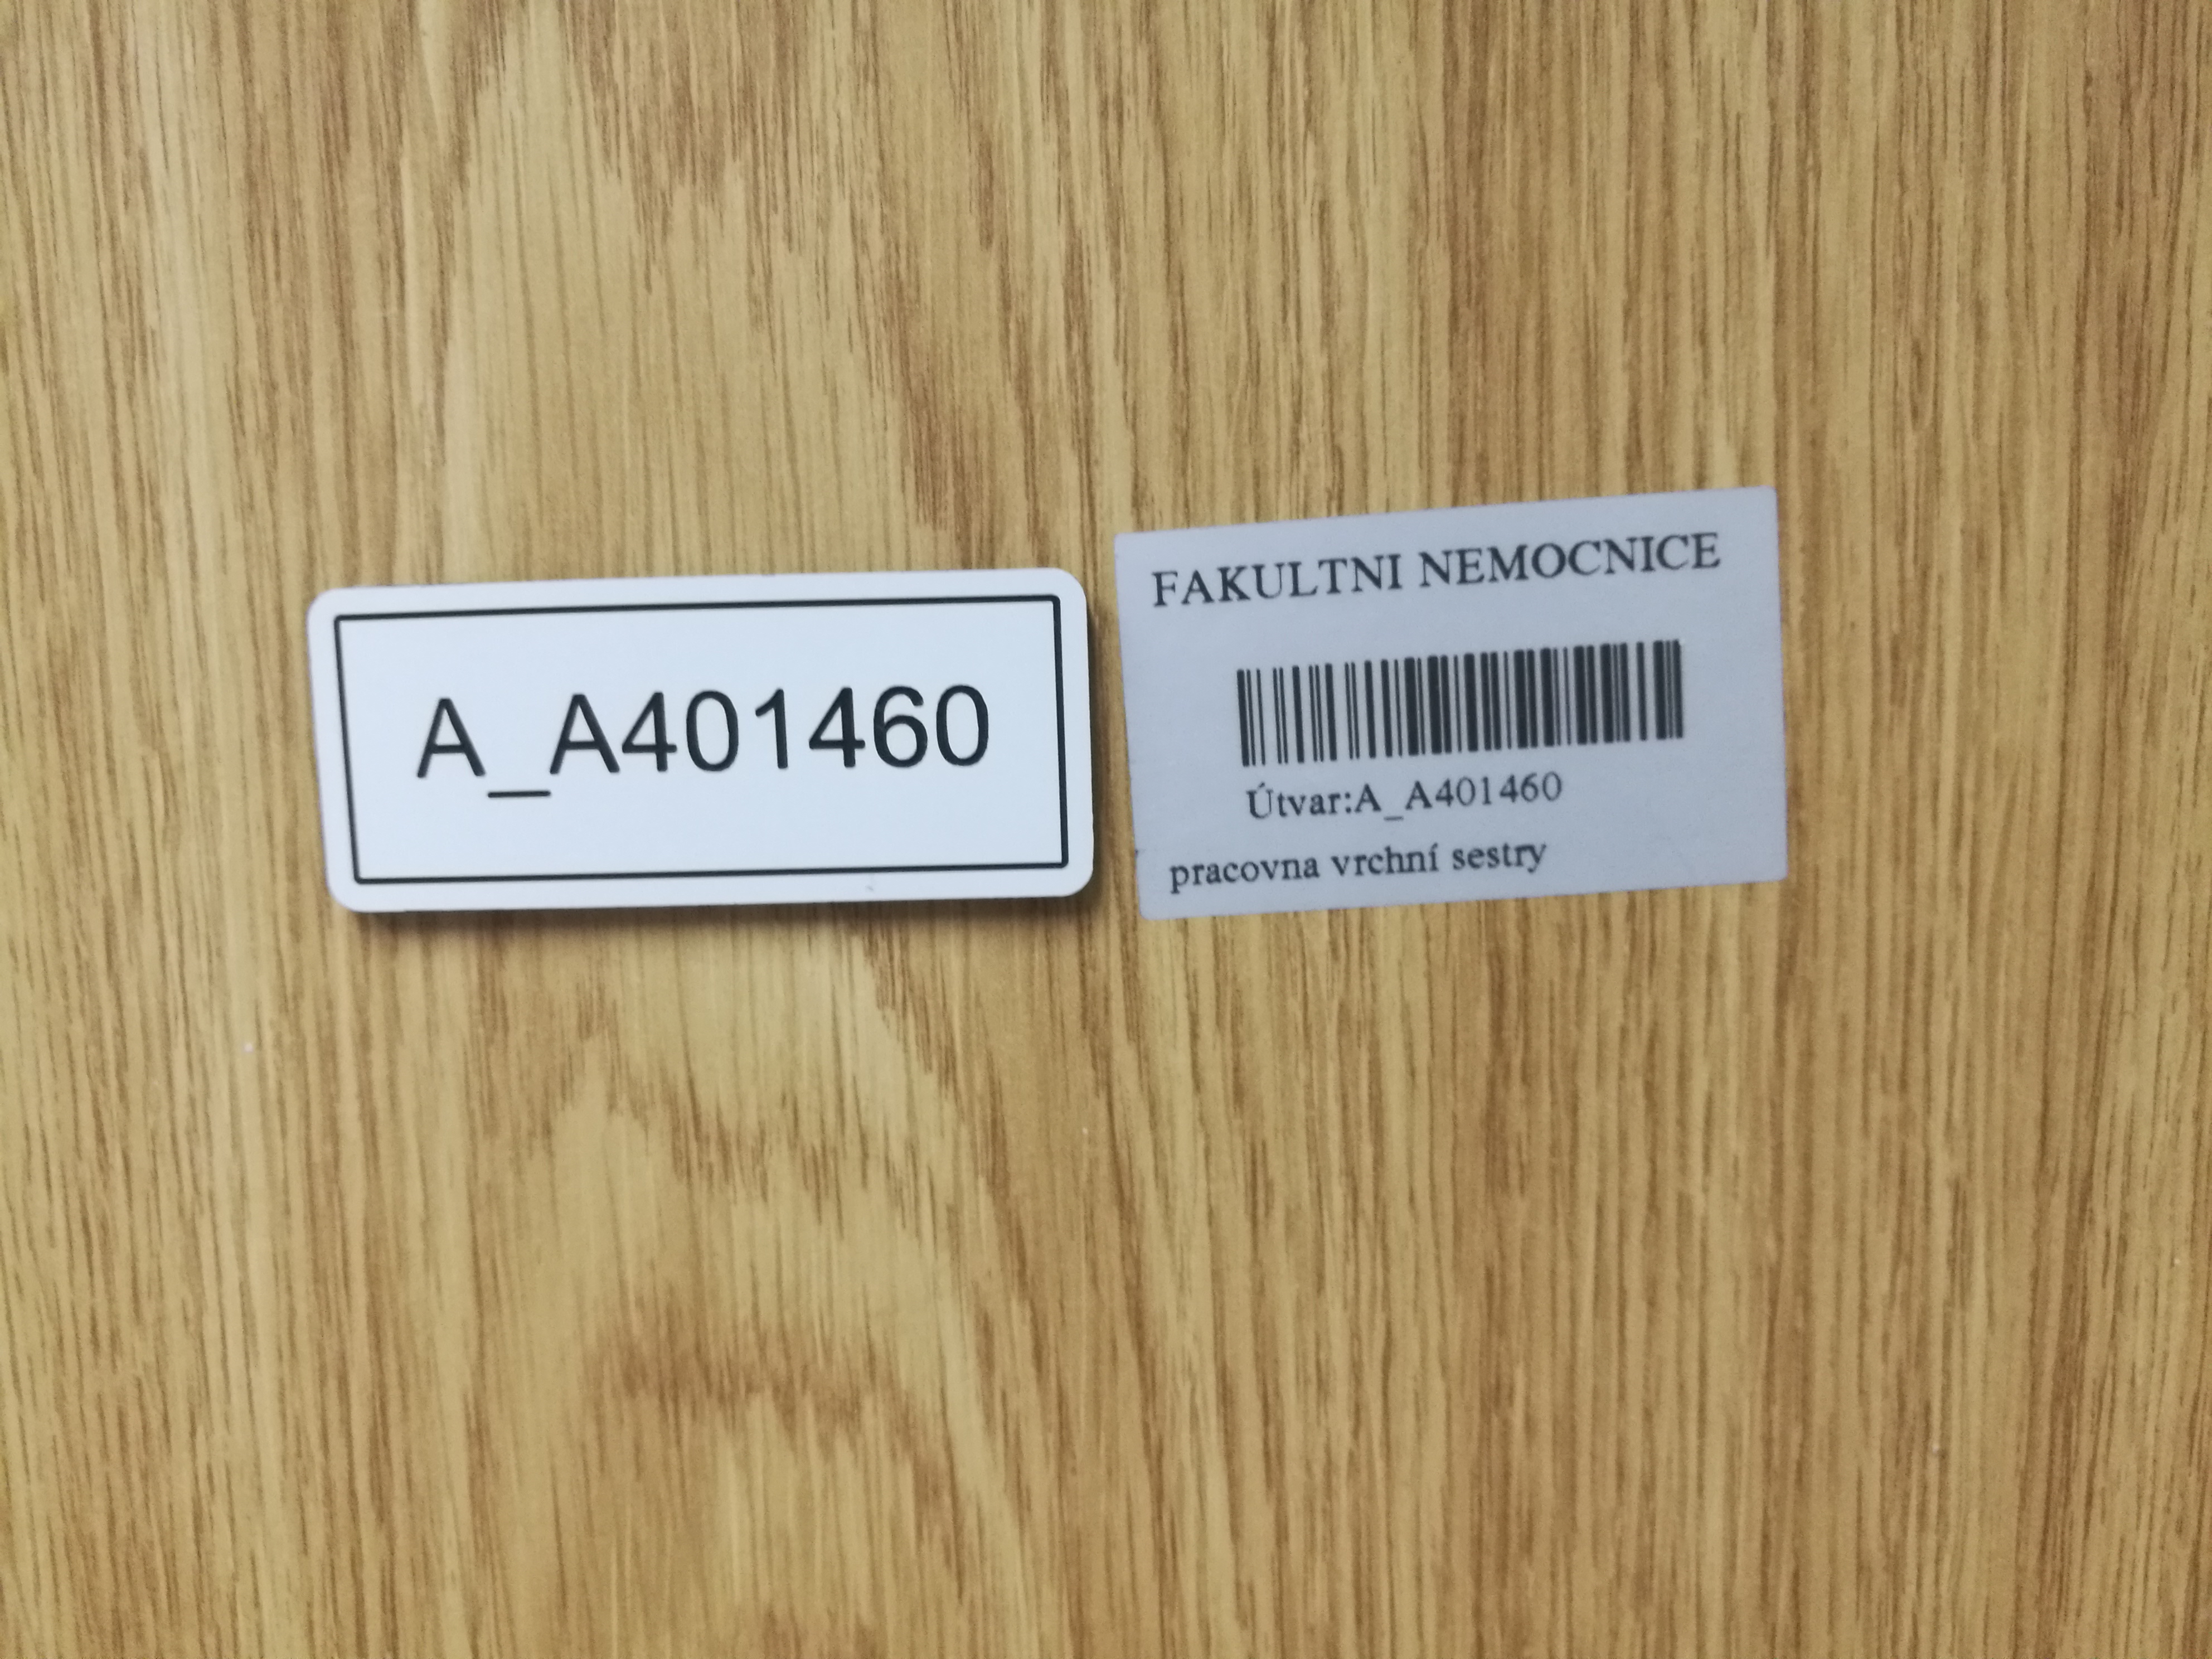 A_A401460
FAKULTNI NEMOCNICE
Útvar:A_A401460
pracovna vrchní sestry